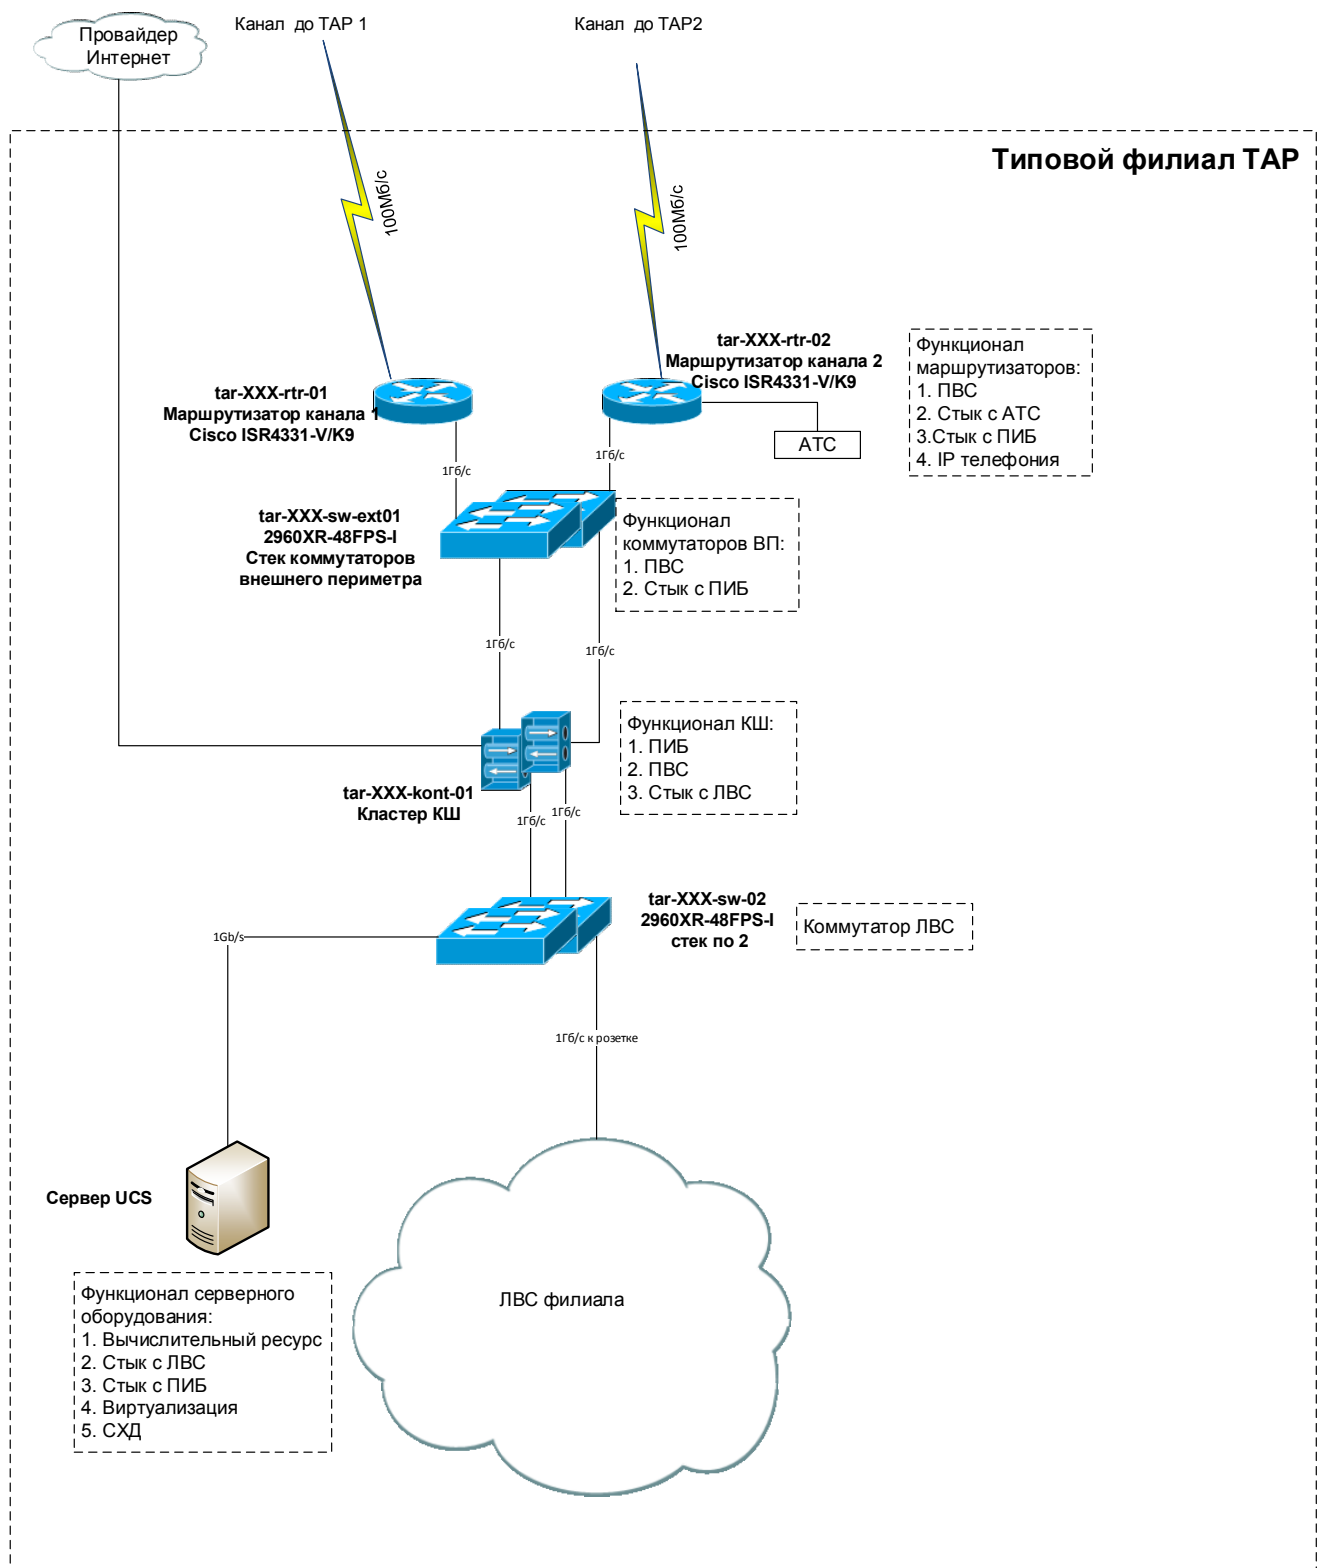 Провайдер
Интернет
Канал до ТАР 1
Канал до ТАР2
Типовой филиал ТАР
100Мб/с
100Мб/с
tar-XXX-rtr-01
Маршрутизатор канала 1
Cisco ISR4331-V/K9
tar-XXX-rtr-02
Маршрутизатор канала 2
Cisco ISR4331-V/K9
АТС
Функционал
маршрутизаторов:
1. ПВС
2. Стык с АТС
3.Стык с ПИБ
4. IP телефония
1Гб/с
1Гб/с
tar-XXX-sw-ext01
2960XR-48FPS-I
Стек коммутаторов
внешнего периметра
Функционал
коммутаторов ВП:
1. ПВС
2. Стык с ПИБ
1Гб/с
1Гб/с
tar-XXX-kont-01
Кластер КШ
Функционал КШ:
1. ПИБ
2. ПВС
3. Стык с ЛВС
1Гб/с
1Гб/с
tar-XXX-sw-02
2960XR-48FPS-I
стек по 2
Коммутатор ЛВС
1Gb/s
1Гб/с к розетке
Сервер UCS
ЛВС филиала
Функционал серверного
оборудования:
1. Вычислительный ресурс
2. Стык с ЛВС
3. Стык с ПИБ
4. Виртуализация
5. СХД